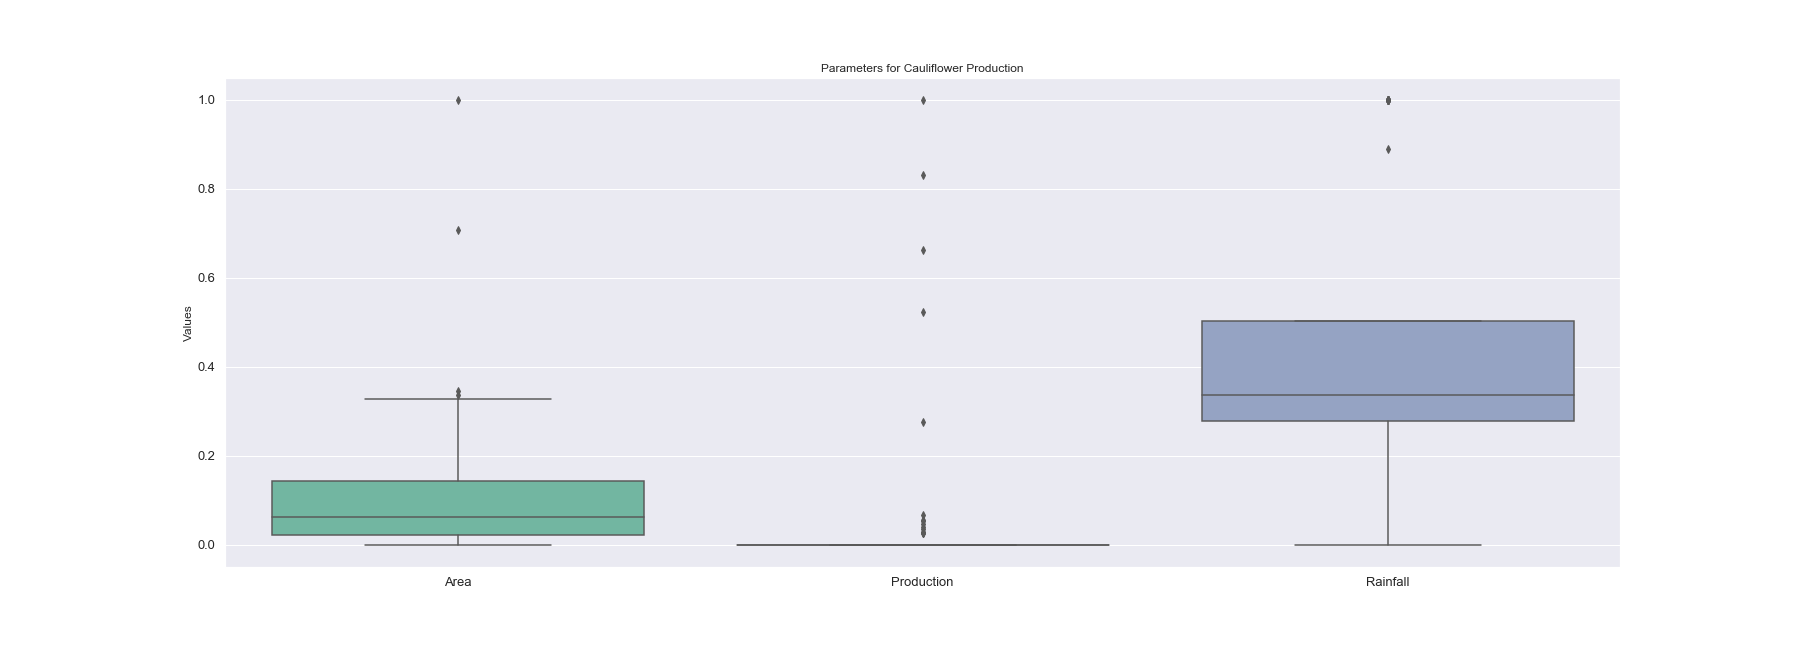 Parameters for Cauliflower Production
1.0
0.8
0.6
0.4
0.2
0.0
Values
Area
Production
Rainfall